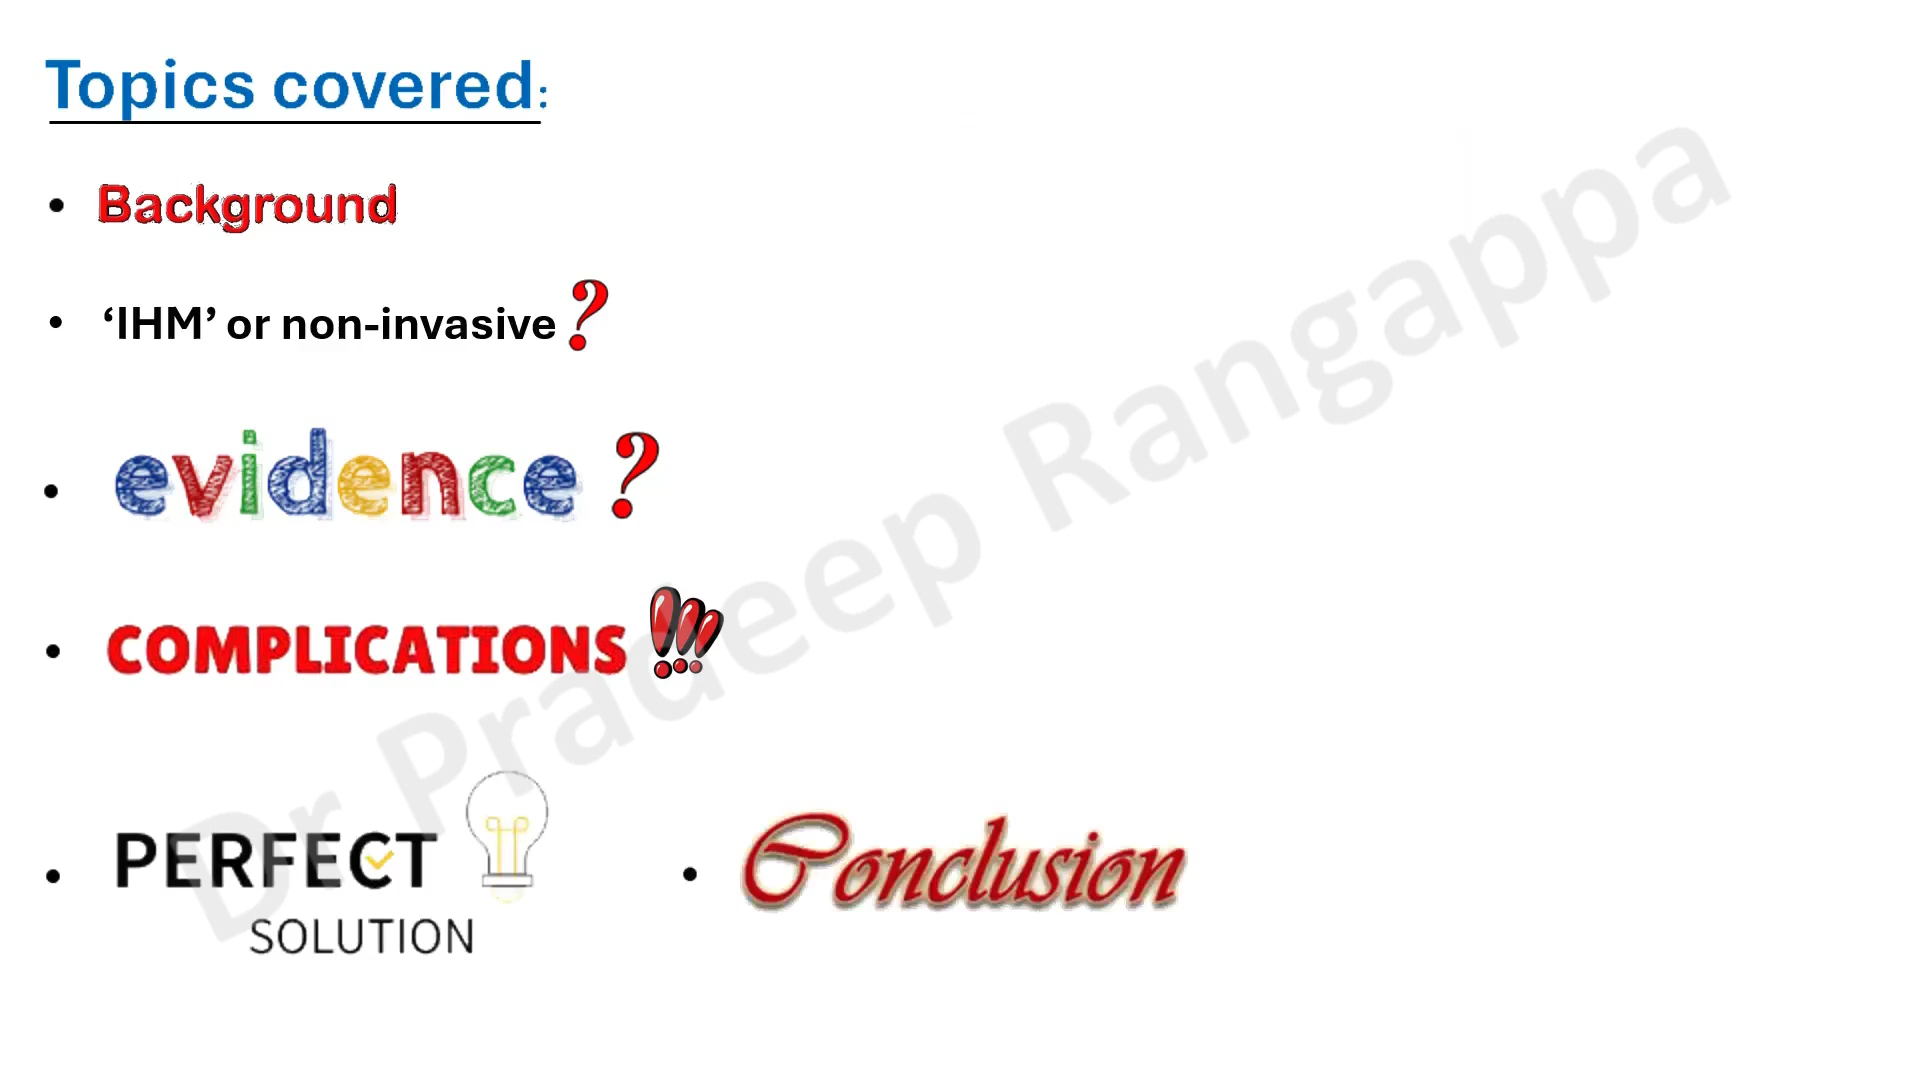 Topics covered:
• Background
• ‘IHM’ or non-invasive ?
• evidence ?
• COMPLICATIONS !!!
• PERFECT
SOLUTION
• Conclusion
Dr Pradeep Rangappa